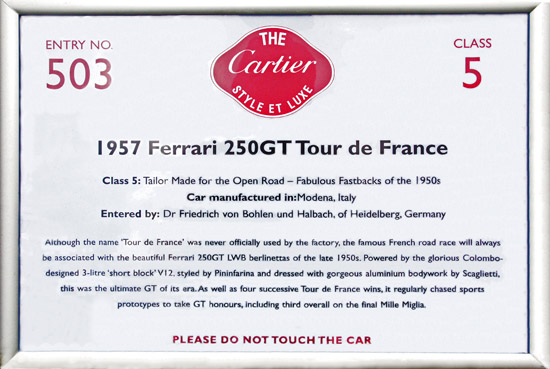 ENTRY NO.
503
THE
Cartier
STYLE ET LUXE
CLASS
5
1957 Ferrari 250GT Tour de France
Class 5: Tailor Made for the Open Road – Fabulous Fastbacks of the 1950s
Car manufactured in:Modena, Italy
Entered by: Dr Friedrich von Bohlen und Halbach, of Heidelberg, Germany
Although the name 'Tour de France' was never officially used by the factory, the famous French road race will always
be associated with the beautiful Ferrari 250GT LWB berlinettas of the late 1950s. Powered by the glorious Colombo-
designed 3-litre 'short block' V12, styled by Pininfarina and dressed with gorgeous aluminium bodywork by Scaglietti,
this was the ultimate GT of its era. As well as four successive Tour de France wins, it regularly chased sports
prototypes to take GT honours, including third overall on the final Mille Miglia.
PLEASE DO NOT TOUCH THE CAR